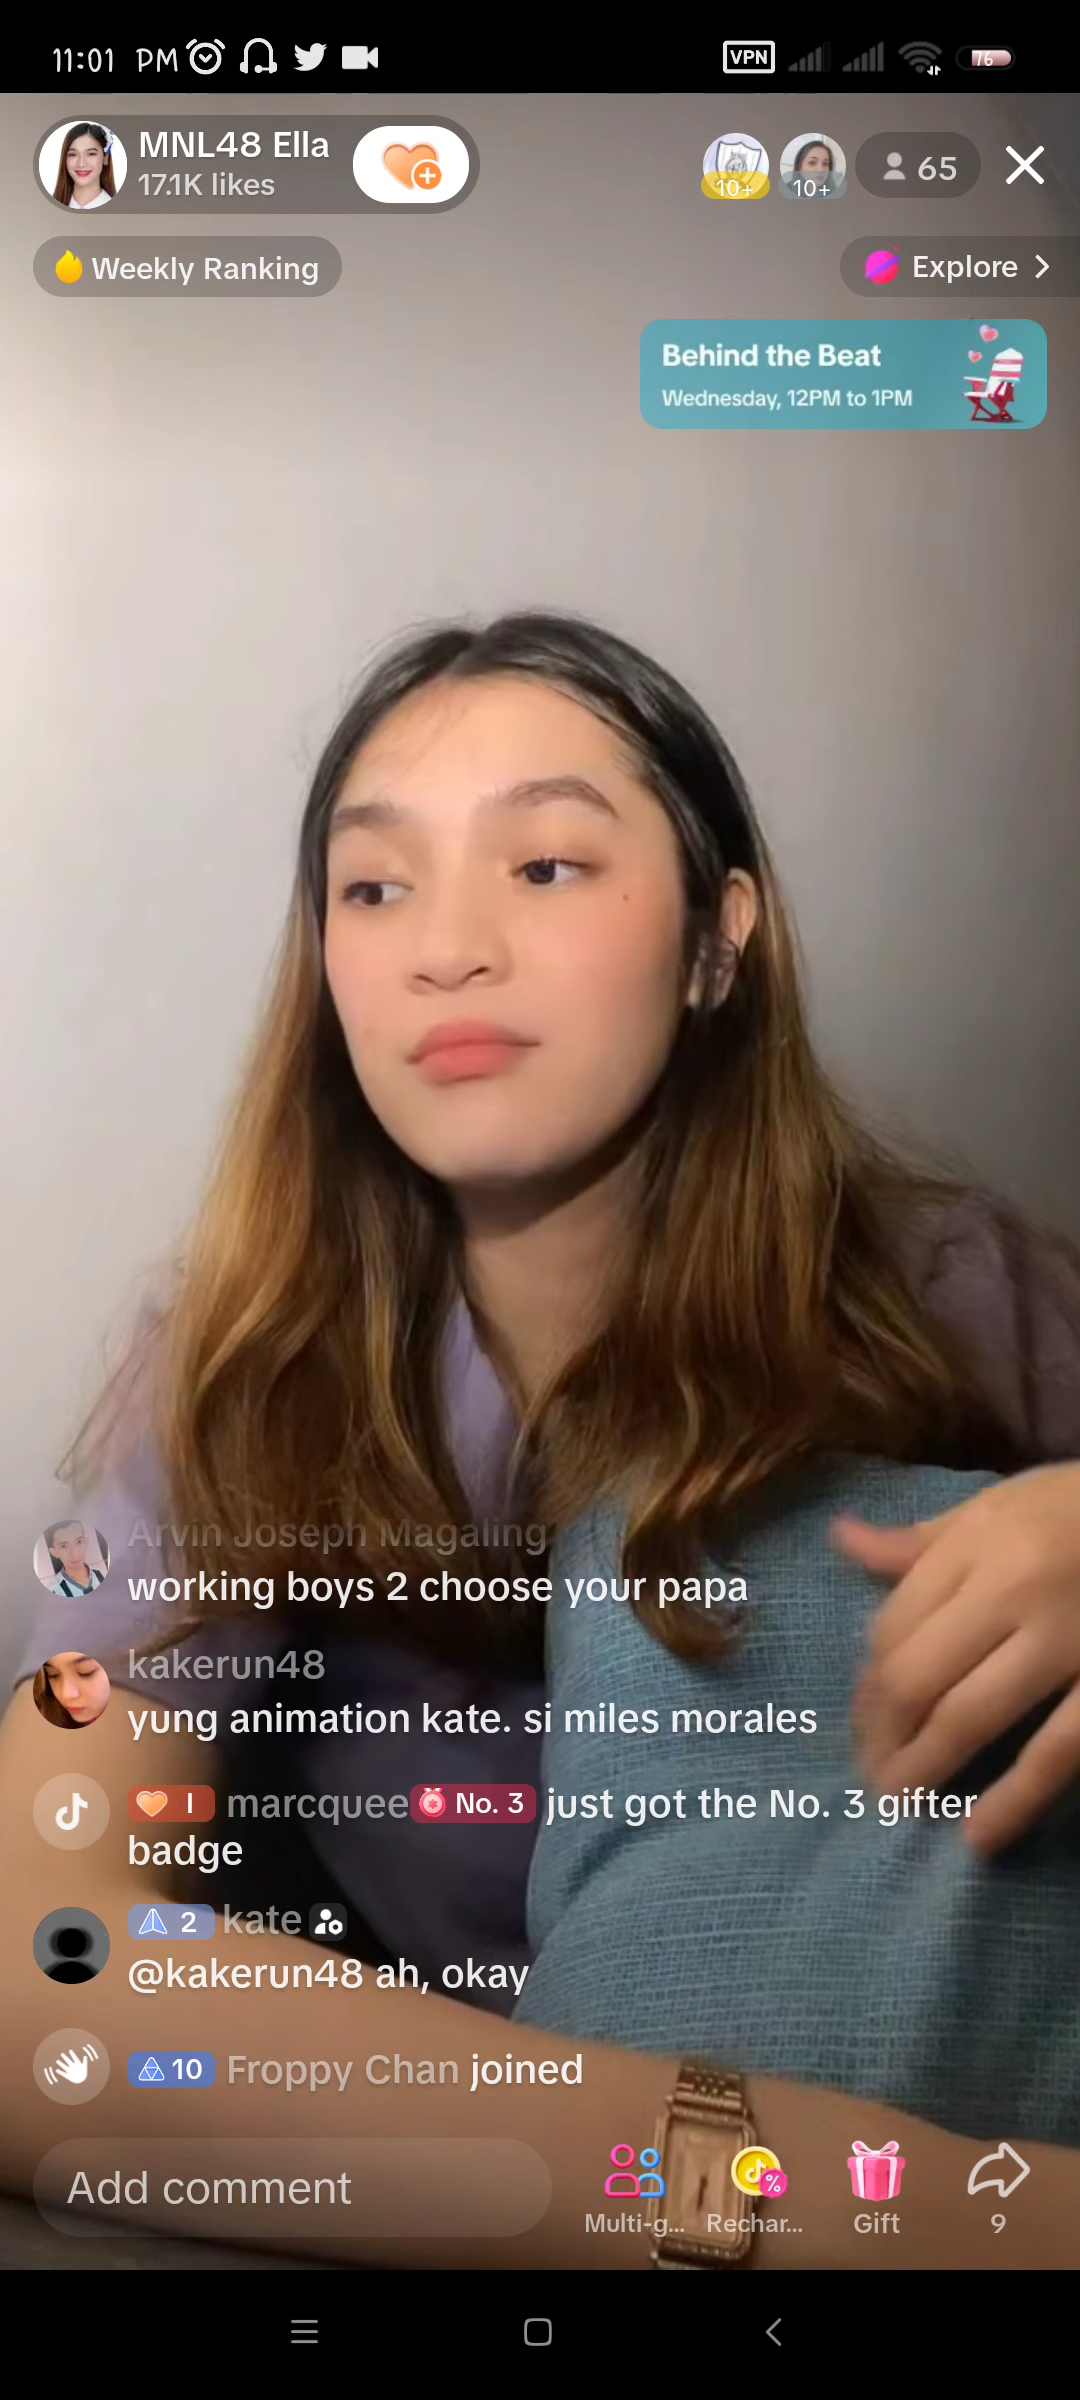 11:01 PM
VPN
76
MNL48 Ella
17.1K likes
10+
10+
65
Weekly Ranking
Explore
Behind the Beat
Wednesday, 12PM to 1PM
Arvin Joseph Magaling
working boys 2 choose your papa
kakerun48
yung animation kate. si miles morales
I marcquee No. 3 just got the No. 3 gifter
badge
2 kate
@kakerun48 ah, okay
10 Froppy Chan joined
Add comment
Multi-g...
Rechar...
Gift
9